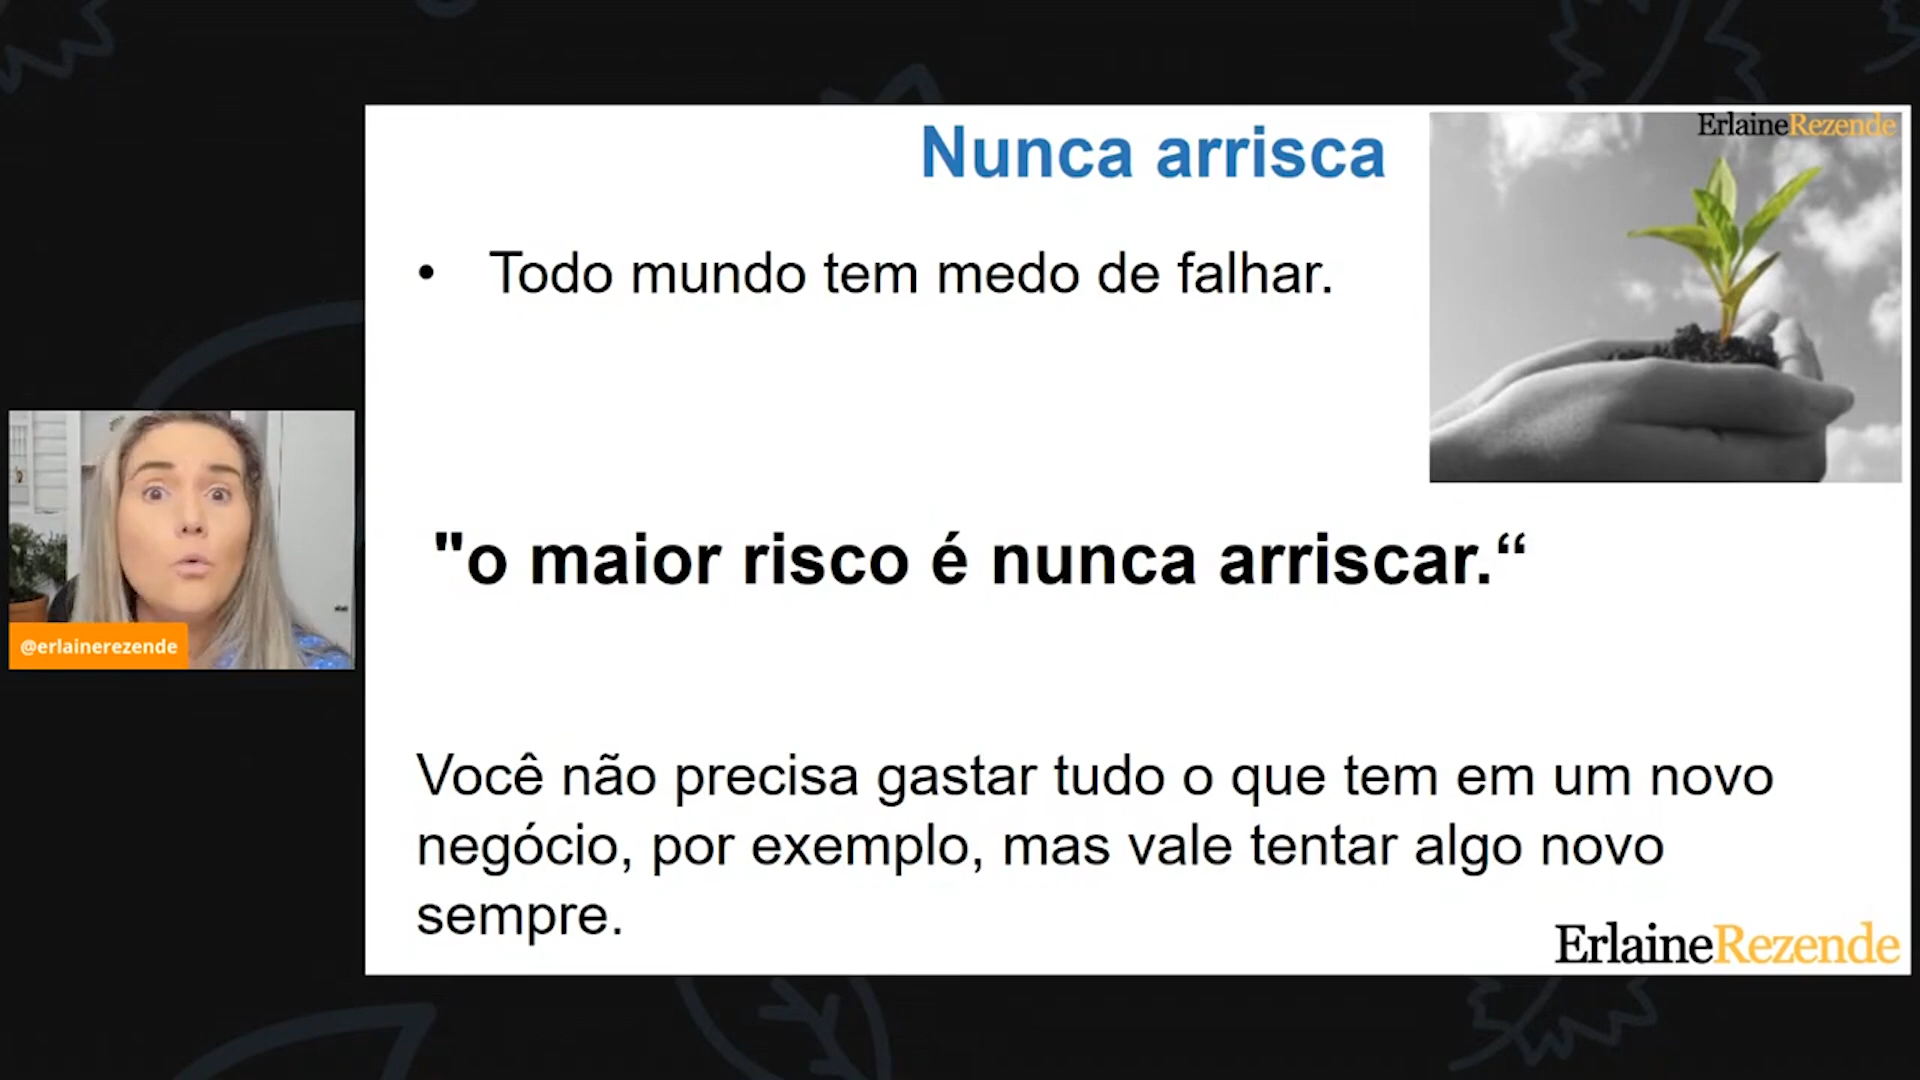 Nunca arrisca
ErlaineRezende
• Todo mundo tem medo de falhar.
"o maior risco é nunca arriscar.“
@erlainerezende
Você não precisa gastar tudo o que tem em um novo
negócio, por exemplo, mas vale tentar algo novo
sempre.
ErlaineRezende